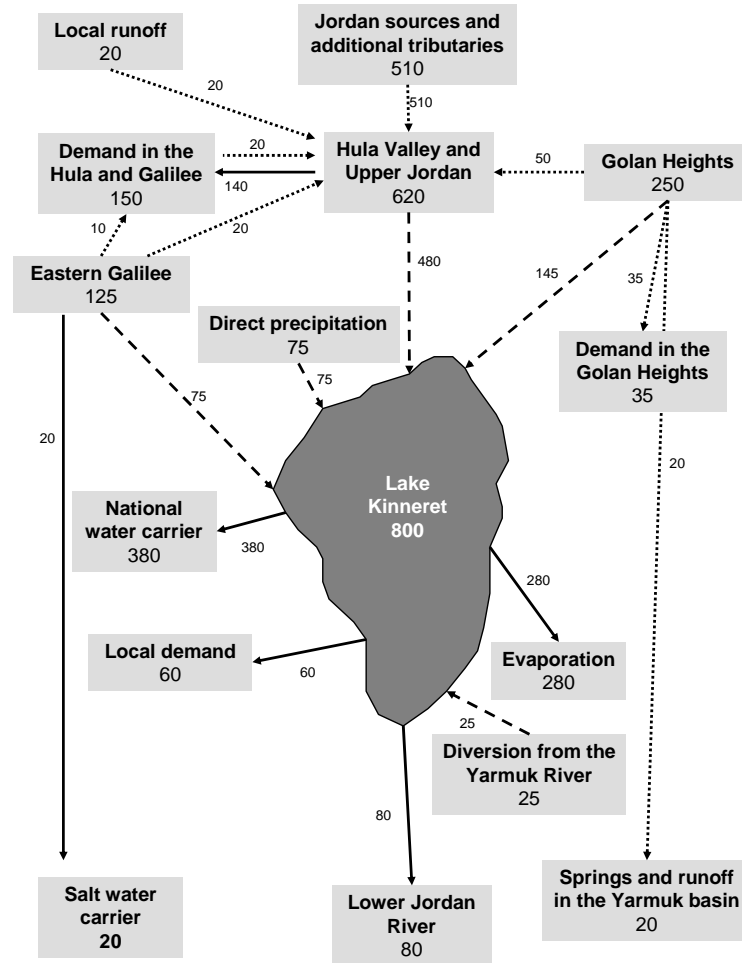 Local runoff
20
Jordan sources and
additional tributaries
510
20
510
Demand in the
Hula and Galilee
150
20
140
Hula Valley and
Upper Jordan
620
50
Golan Heights
250
10
20
480
145
35
Eastern Galilee
125
Direct precipitation
75
Demand in the
Golan Heights
35
75
75
20
20
Lake
Kinneret
800
National
water carrier
380
380
280
Local demand
60
60
Evaporation
280
25
Diversion from the
Yarmuk River
25
80
Salt water
carrier
20
Lower Jordan
River
80
Springs and runoff
in the Yarmuk basin
20